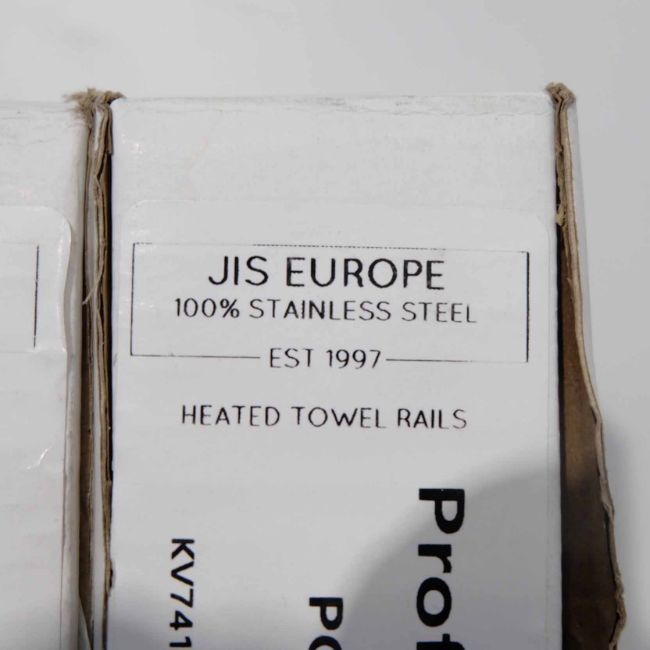 JIS EUROPE
100% STAINLESS STEEL
EST 1997
HEATED TOWEL RAILS